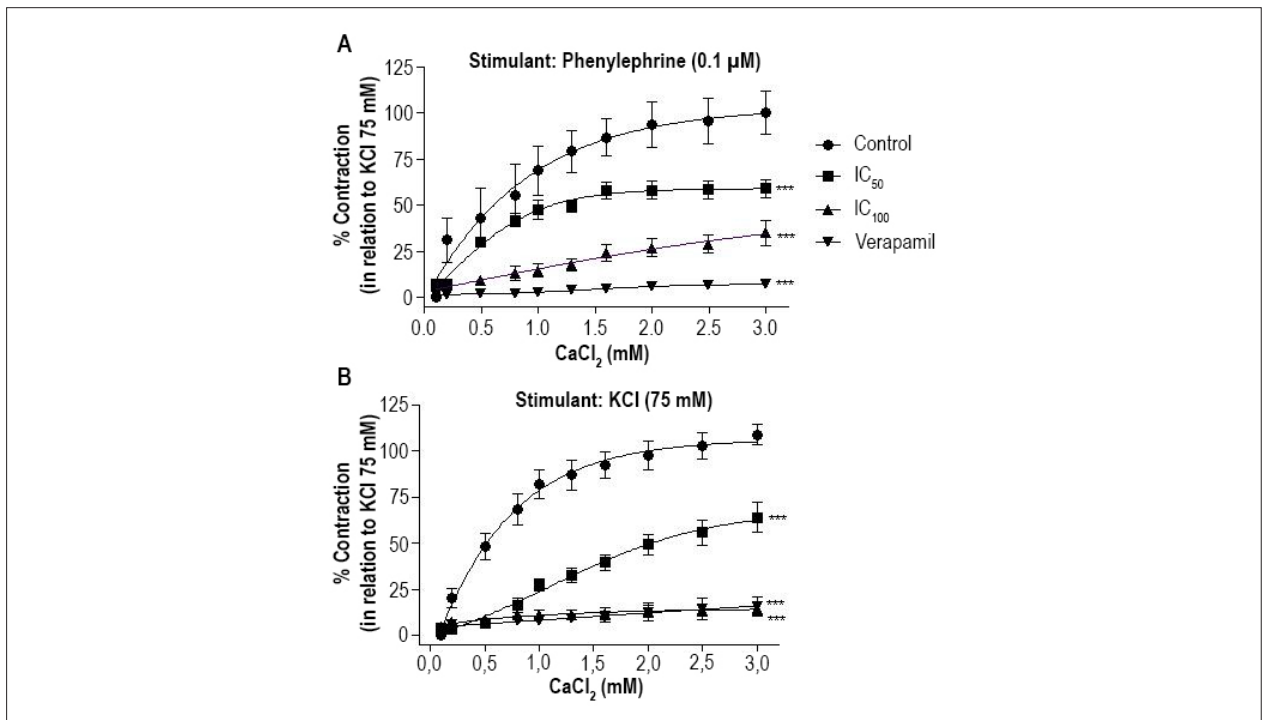 A
Stimulant: Phenylephrine (0.1 µM)
% Contraction
(in relation to KCl 75 mM)
125
100
75
50
25
0
0.0 0.5 1.0 1.5 2.0 2.5 3.0
CaCl2 (mM)
Control
IC50
IC100
Verapamil
***
***
***
B
Stimulant: KCl (75 mM)
% Contraction
(in relation to KCl 75 mM)
125
100
75
50
25
0
0,0 0,5 1,0 1,5 2,0 2,5 3,0
CaCl2 (mM)
***
***
***